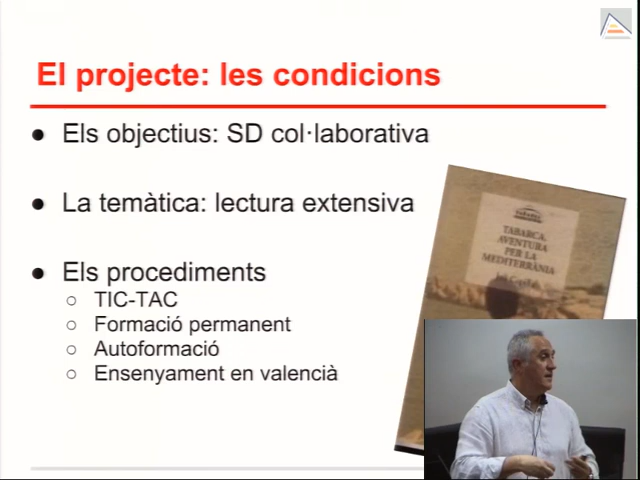 El projecte: les condicions
● Els objectius: SD col·laborativa
● La temàtica: lectura extensiva
● Els procediments
○ TIC-TAC
○ Formació permanent
○ Autoformació
○ Ensenyament en valencià
TABARCA,
AVENTURA
PER LA
MEDITERRÀNIA